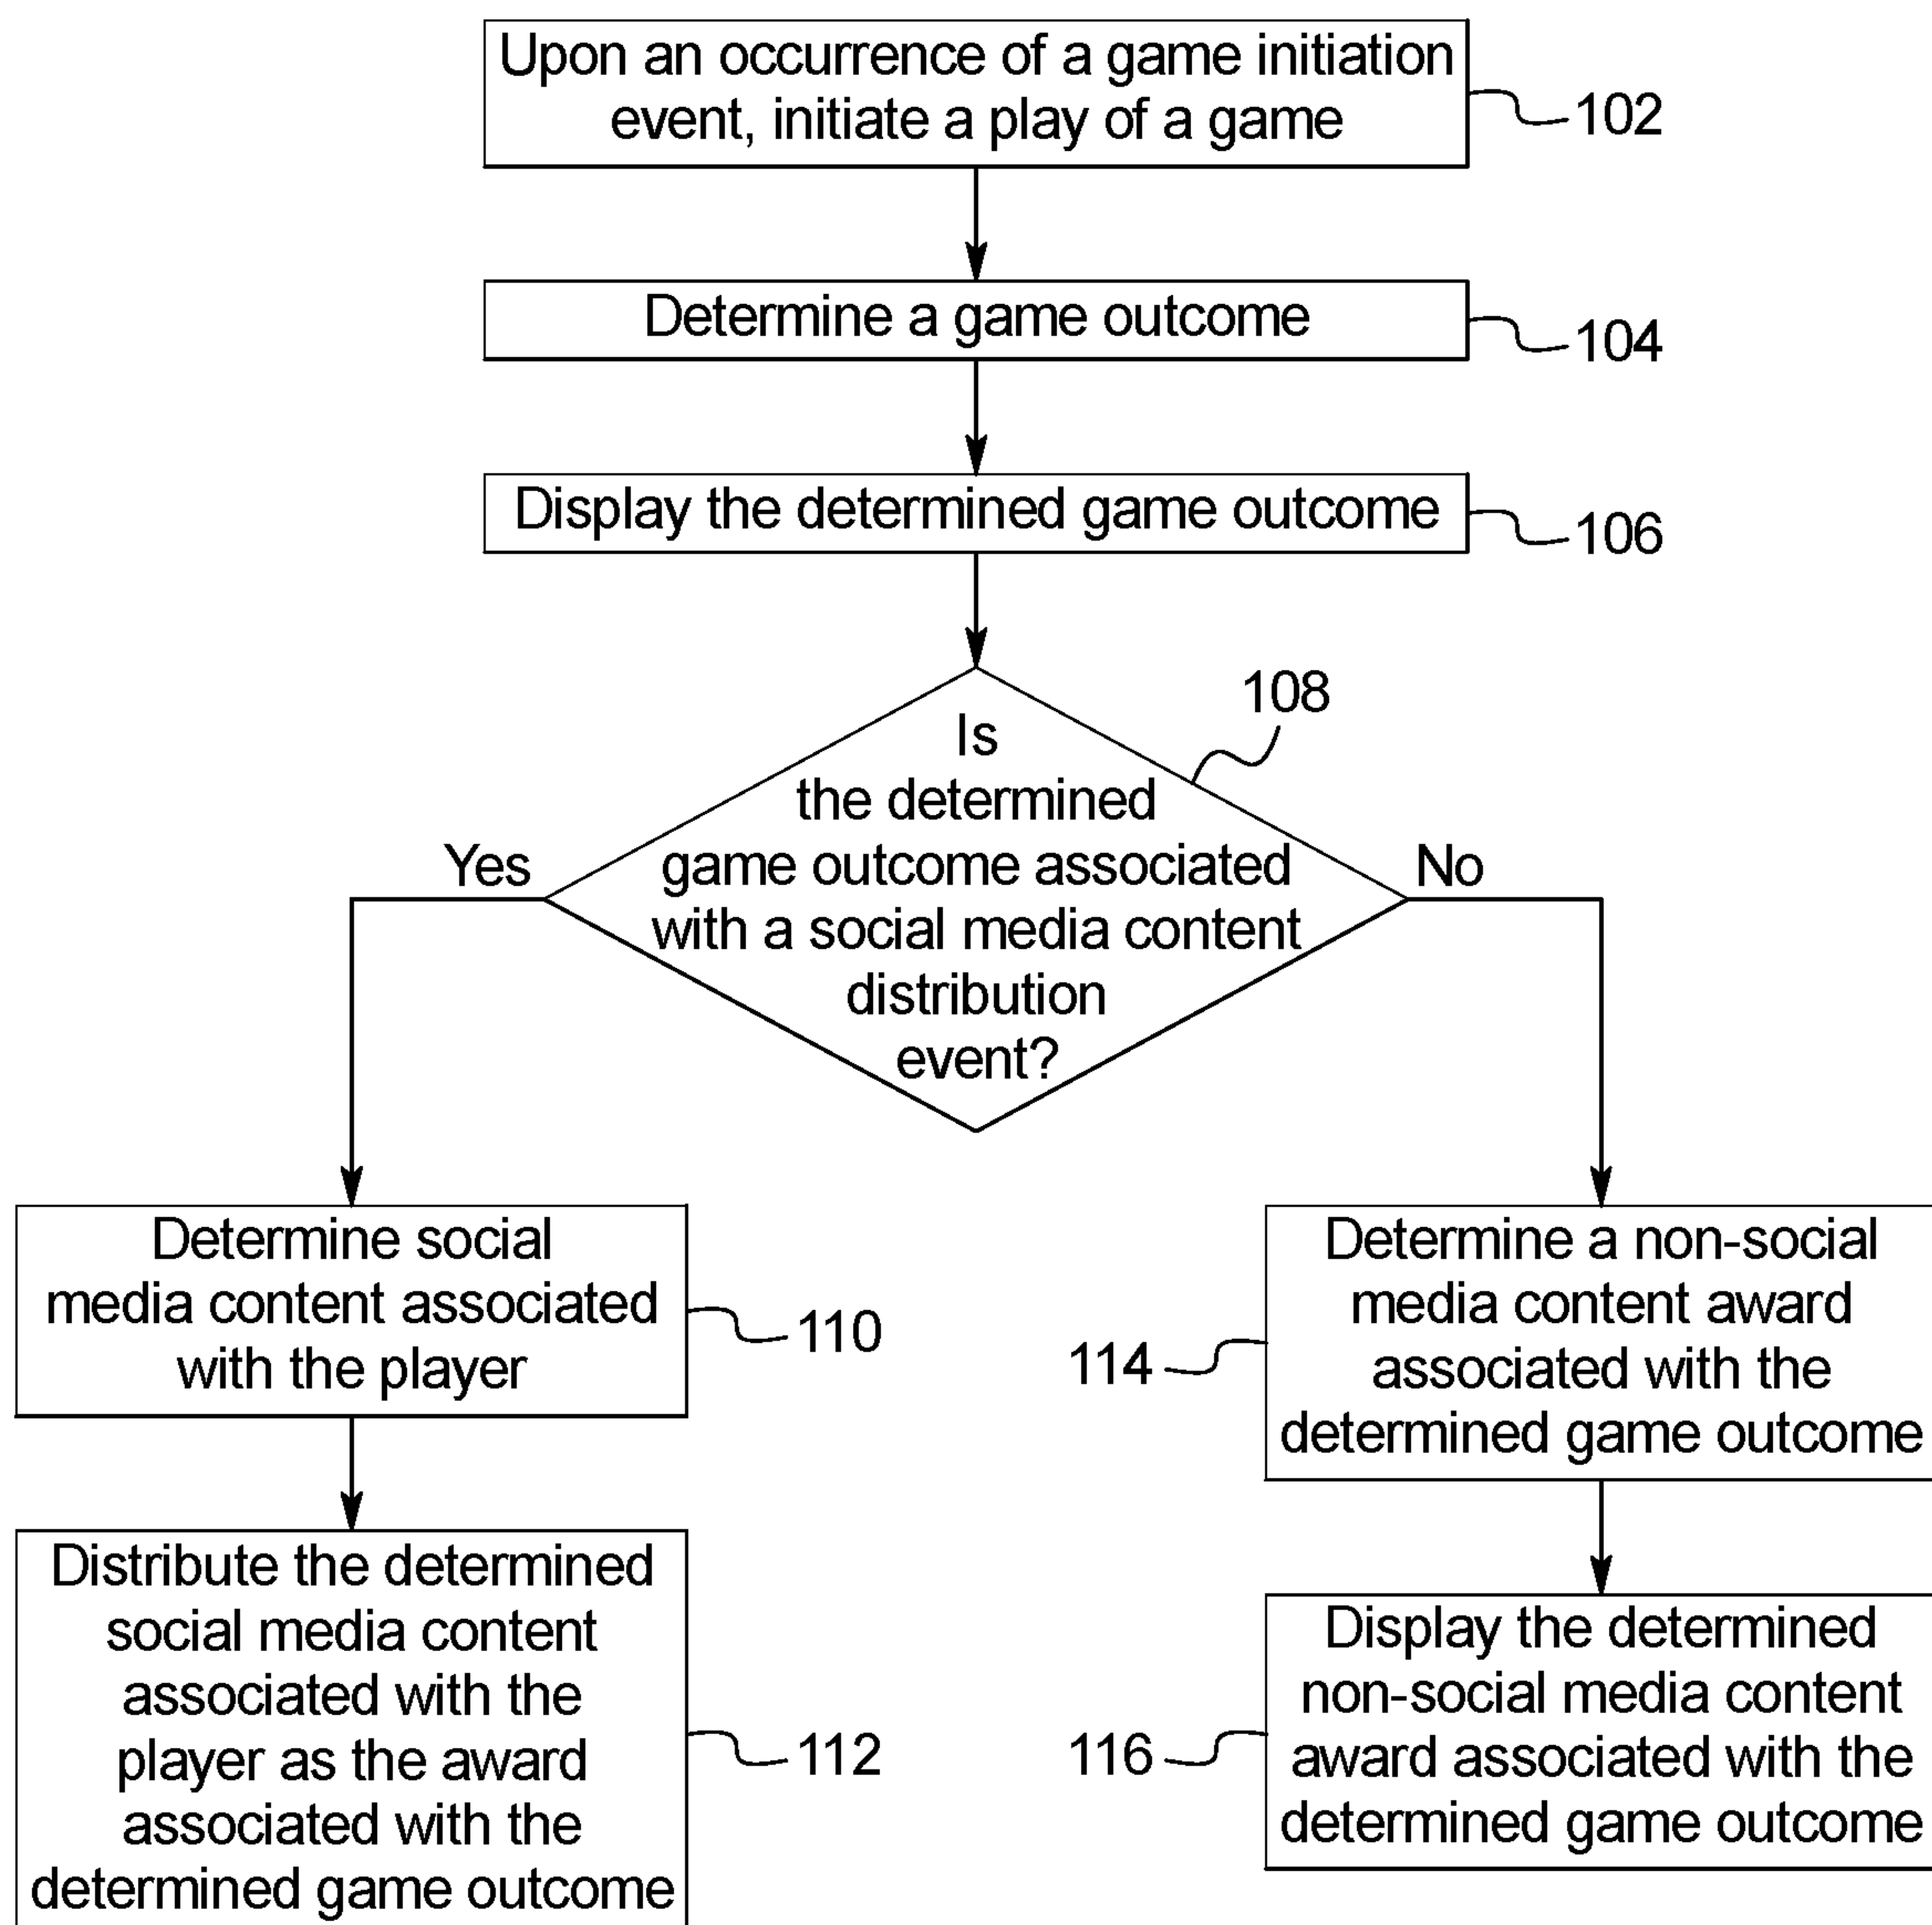 Upon an occurrence of a game initiation
event, initiate a play of a game
102
Determine a game outcome
104
Display the determined game outcome
106
108
Is
the determined
game outcome associated
with a social media content
distribution
event?
Yes
No
Determine social
media content associated
with the player
110
Distribute the determined
social media content
associated with the
player as the award
associated with the
determined game outcome
112
Determine a non-social
media content award
associated with the
determined game outcome
114
Display the determined
non-social media content
award associated with the
determined game outcome
116